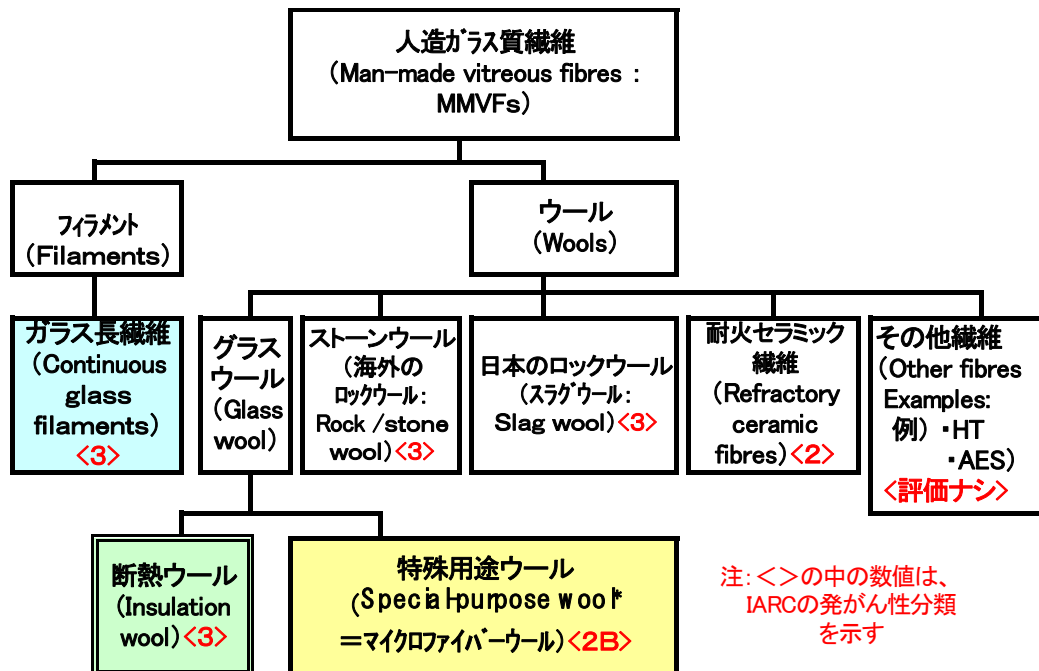 人造ガラス質繊維
(Man-made vitreous fibres :
MMVFs)
フィラメント
(Filaments)
ウール
(Wools)
ガラス長繊維
(Continuous
glass
filaments)
<3>
グラス
ウール
(Glass
wool)
ストーンウール
(海外の
ロックウール:
Rock /stone
wool)<3>
日本のロックウール
(スラグウール:
Slag wool)<3>
耐火セラミック
繊維
(Refractory
ceramic
fibres)<2>
その他繊維
(Other fibres
Examples:
例) ・HT
・AES)
<評価ナシ>
断熱ウール
(Insulation
wool)<3>
特殊用途ウール
(Special-purpose wool*
=マイクロファイバーウール)<2B>
注:<>の中の数値は、
IARCの発がん性分類
を示す